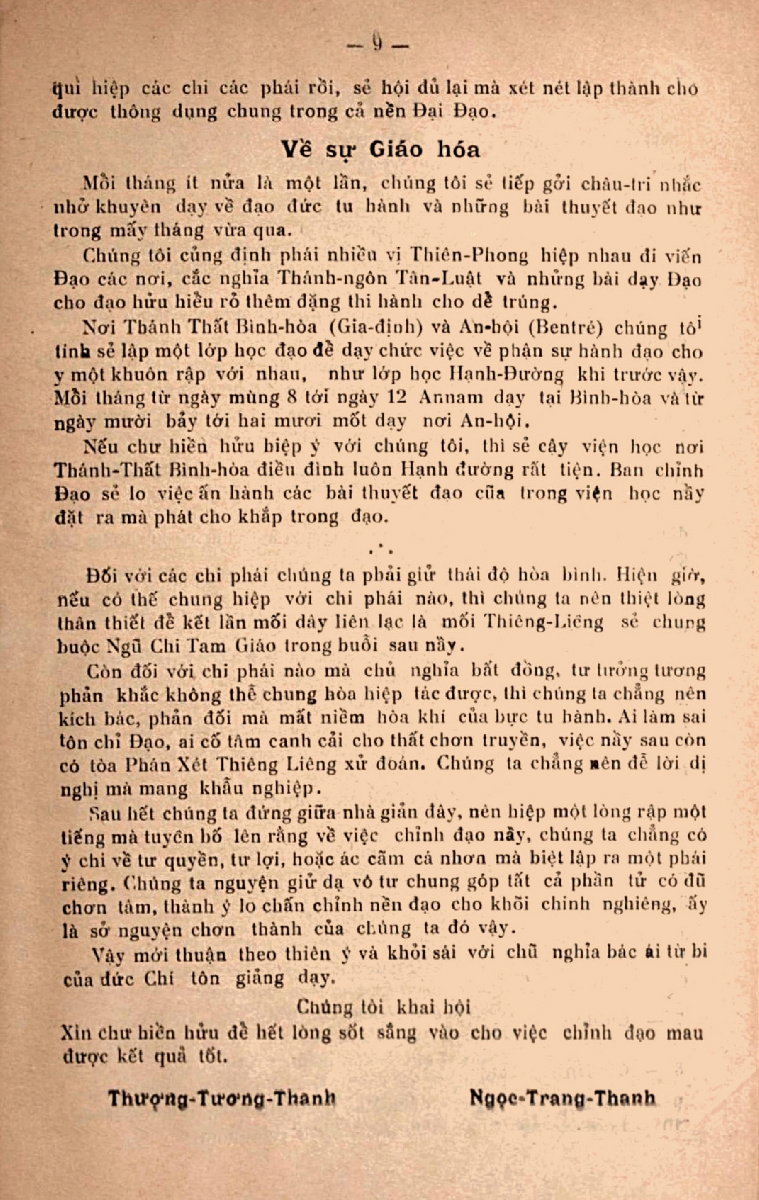 — 9 —
qui hiệp các chi các phái rồi, sẻ hội đủ lại mà xét nét lập thành cho
được thông dụng chung trong cả nền Đại Đạo.
Về sự Giáo hóa
Mồi tháng ít nửa là một lần, chúng tôi sẻ tiếp gởi châu-tri nhắc
nhở khuyên dạy về đạo đức tu hành và những bài thuyết đạo như
trong mấy tháng vừa qua.
Chúng tôi củng định phái nhiều vị Thiên-Phong hiệp nhau đi viến
Đạo các nơi, cắc nghĩa Thánh-ngôn Tân-Luật và những bài dạy Đạo
cho đạo hửu hiểu rỏ thêm đặng thi hành cho dể trúng.
Nơi Thánh Thất Bình-hòa (Gia-định) và An-hội (Bentré) chúng tôi
tính sẻ lập một lớp học đạo để dạy chức việc về phận sự hành đạo cho
y một khuôn rập với nhau, như lớp học Hạnh-Đường khi trước vậy.
Mồi tháng từ ngày mùng 8 tới ngày 12 Annam dạy tại Bình-hòa và từ
ngày mười bảy tới hai mươi mốt dạy nơi An-hội.
Nếu chư hiền hửu hiệp ý với chúng tôi, thì sẻ cậy viện học nơi
Thánh-Thất Bình-hòa điều đình luôn Hạnh đường rất tiện. Ban chỉnh
Đạo sẻ lo việc ấn hành các bài thuyết đao cũa trong viện học nầy
đặt ra mà phát cho khắp trong đạo.
Đối với các chi phái chúng ta phải giử thái độ hòa bình. Hiện giờ,
nếu có thể chung hiệp với chi phái nào, thì chúng ta nên thiệt lòng
thân thiết để kết lần mối dây liên lạc là mối Thiêng-Liêng sẻ chung
buộc Ngũ Chi Tam Giáo trong buổi sau nầy.
Còn đối với chi phái nào mà chủ nghỉa bất đồng, tư tưởng tương
phản khắc không thể chung hòa hiệp tác được, thì chúng ta chẳng nên
kích bác, phản đối mà mất niềm hòa khí của bực tu hành. Ai làm sai
tôn chỉ Đạo, ai cố tâm canh cải cho thất chơn truyền, việc nầy sau còn
có tòa Phán Xét Thiêng Liêng xử đoán. Chúng ta chẳng nên để lời dị
nghị mà mang khẩu nghiệp.
Sau hết chúng ta đứng giữa nhà giản đây, nên hiệp một lòng rập một
tiếng mà tuyên bố lên rằng về việc chỉnh đạo nầy, chúng ta chẳng có
ý chi về tư quyền, tư lợi, hoặc ác cãm cá nhơn mà biệt lập ra một phái
riêng. Chúng ta nguyện giử dạ vô tư chung góp tất cả phần tử có đũ
chơn tâm, thành ý lo chấn chỉnh nền đạo cho khỏi chinh nghiêng, ấy
là sở nguyện chơn thành của chúng ta đó vậy.
Vậy mới thuận theo thiên ý và khỏi sái với chũ nghỉa bác ái từ bi
của đức Chí tôn giảng dạy.
Chúng tôi khai hội
Xin chư hiền hửu để hết lòng sốt sắng vào cho việc chỉnh đạo mau
được kết quả tốt.
Thượng-Tương-Thanh Ngọc-Trang-Thanh